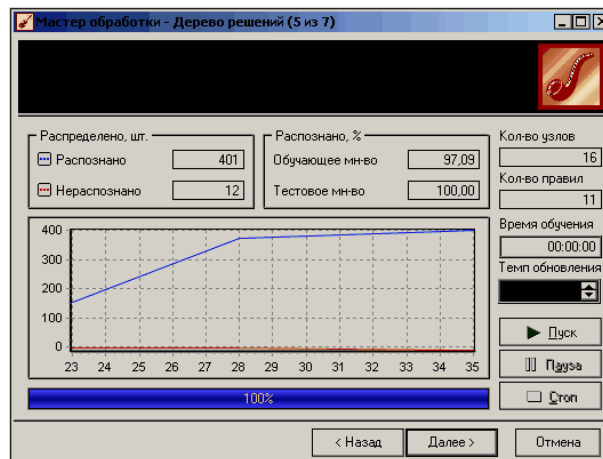 Мастер обработки - Дерево решений (5 из 7)
Распределено, шт.
Распознано 401
Нераспознано 12
Распознано, %
Обучающее мн-во 97,09
Тестовое мн-во 100,00
Кол-во узлов
16
Кол-во правил
11
Время обучения
00:00:00
Темп обновления
400
300
200
100
0
23 24 25 26 27 28 29 30 31 32 33 34 35
100%
Пуск
Пауза
Стоп
< Назад Далее > Отмена